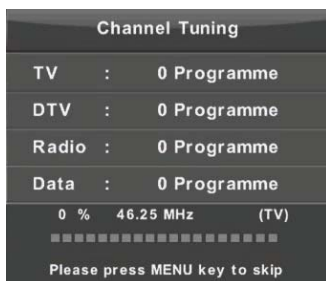 Channel Tuning
TV : 0 Programme
DTV : 0 Programme
Radio : 0 Programme
Data : 0 Programme
0 % 46.25 MHz (TV)
Please press MENU key to skip